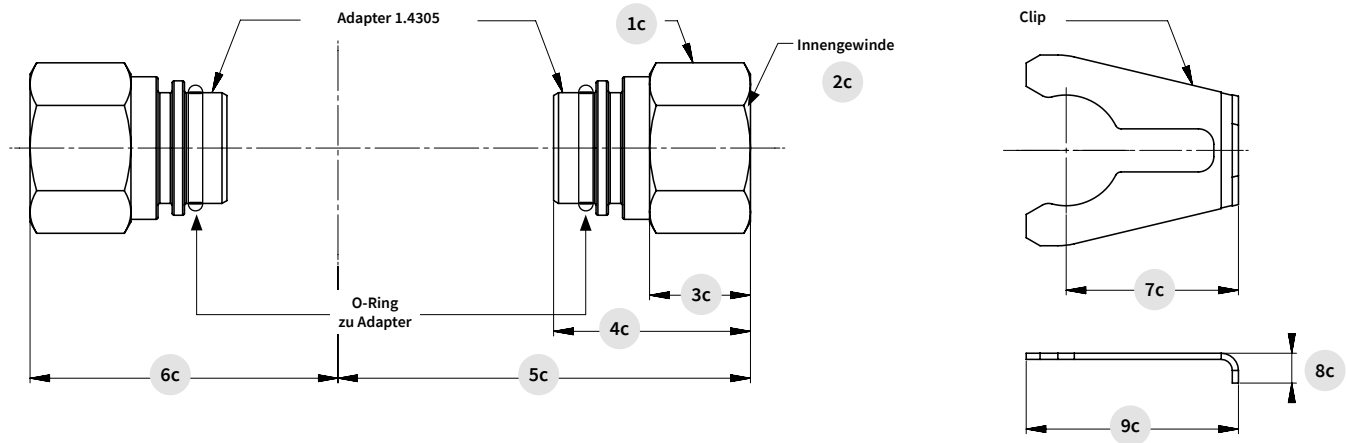 Adapter 1.4305
1c
Innengewinde
2c
Clip
O-Ring
zu Adapter
3c
4c
6c
5c
7c
8c
9c